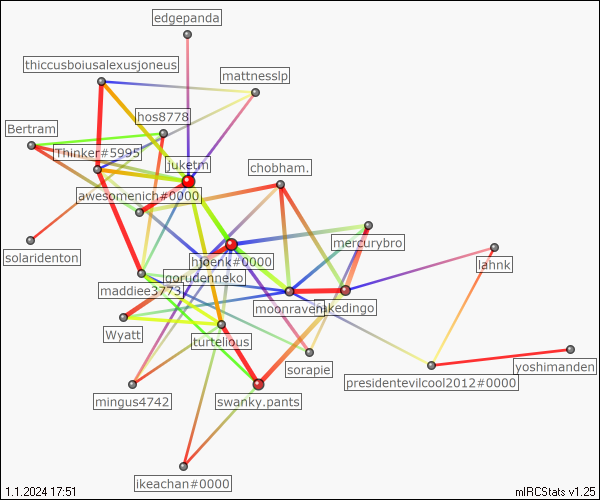 edgepanda
thiccusboiusalexusjoneus
mattnesslp
hos8778
Bertram
Thinker#5995
juketm
chobham.
awesomenich#0000
mercurybro
solaridenton
hjoenk#0000
lahnk
gorudenneko
maddiee3773
moonraven
nakedingo
Wyatt
turtelious
sorapie
yoshimanden
presidentevilcool2012#0000
mingus4742
swanky.pants
ikeachan#0000
1.1.2024 17:51
mIRCStats v1.25